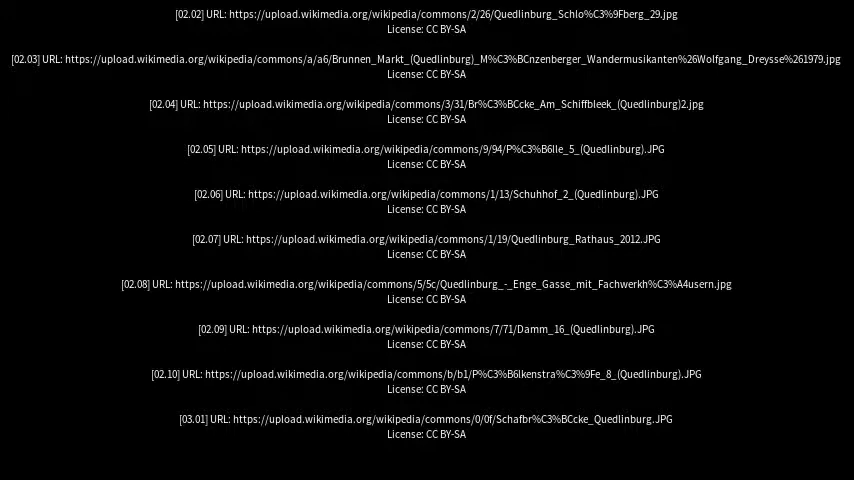 [02.02] URL: https://upload.wikimedia.org/wikipedia/commons/2/26/Quedlinburg_Schlo%C3%9Fberg_29.jpg
License: CC BY-SA
[02.03] URL: https://upload.wikimedia.org/wikipedia/commons/a/a6/Brunnen_Markt_(Quedlinburg)_M%C3%BCnzenberger_Wandermusikanten%26Wolfgang_Dreysse%261979.jpg
License: CC BY-SA
[02.04] URL: https://upload.wikimedia.org/wikipedia/commons/3/31/Br%C3%BCcke_Am_Schiffbleek_(Quedlinburg)2.jpg
License: CC BY-SA
[02.05] URL: https://upload.wikimedia.org/wikipedia/commons/9/94/P%C3%B6lle_5_(Quedlinburg).JPG
License: CC BY-SA
[02.06] URL: https://upload.wikimedia.org/wikipedia/commons/1/13/Schuhhof_2_(Quedlinburg).JPG
License: CC BY-SA
[02.07] URL: https://upload.wikimedia.org/wikipedia/commons/1/19/Quedlinburg_Rathaus_2012.JPG
License: CC BY-SA
[02.08] URL: https://upload.wikimedia.org/wikipedia/commons/5/5c/Quedlinburg_-_Enge_Gasse_mit_Fachwerkh%C3%A4usern.jpg
License: CC BY-SA
[02.09] URL: https://upload.wikimedia.org/wikipedia/commons/7/71/Damm_16_(Quedlinburg).JPG
License: CC BY-SA
[02.10] URL: https://upload.wikimedia.org/wikipedia/commons/b/b1/P%C3%B6lkenstra%C3%9Fe_8_(Quedlinburg).JPG
License: CC BY-SA
[03.01] URL: https://upload.wikimedia.org/wikipedia/commons/0/0f/Schafbr%C3%BCcke_Quedlinburg.JPG
License: CC BY-SA